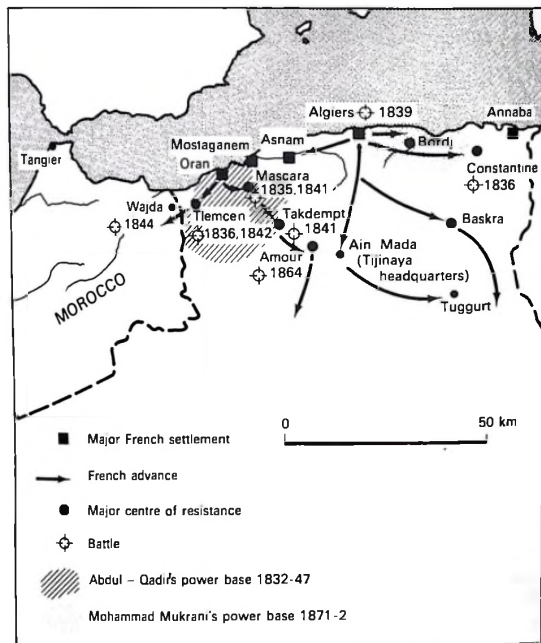 Algiers 1839
Annaba
Mostaganem
Asnam
Bordj
Tangier
Oran
Mascara
1835,1841
Constantine
1836
Wajda
1844
Tlemcen
1836,1842
Takdempt
1841
Baskra
Amour
1864
Ain Mada
(Tijinaya
headquarters)
MOROCCO
Tuggurt
0 50 km
Major French settlement
French advance
Major centre of resistance
Battle
Abdul - Qadir's power base 1832-47
Mohammad Mukrani's power base 1871-2